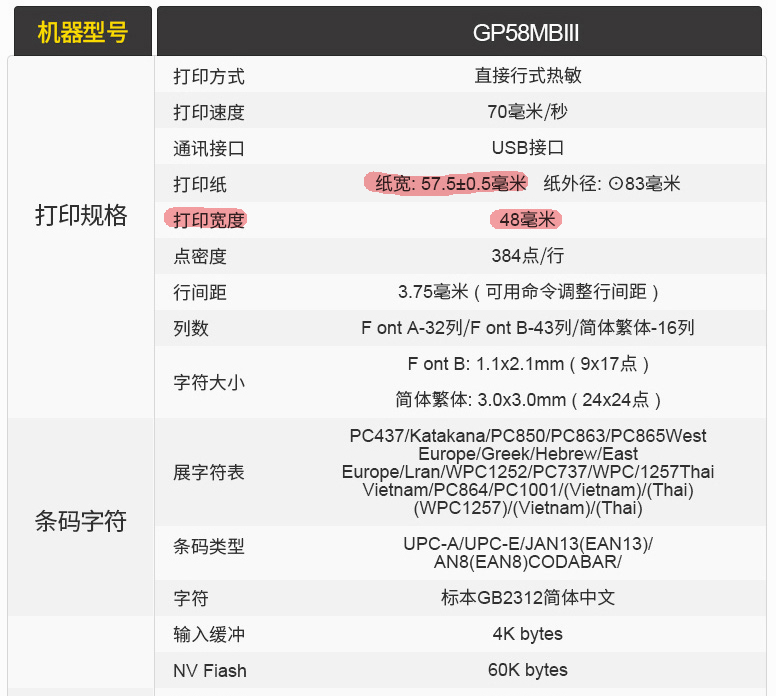 机器型号 GP58MBIII
打印规格
打印方式 直接行式热敏
打印速度 70毫米/秒
通讯接口 USB接口
打印纸 纸宽: 57.5±0.5毫米 纸外径: ⊙83毫米
打印宽度 48毫米
点密度 384点/行
行间距 3.75毫米 ( 可用命令调整行间距 )
列数 F ont A-32列/F ont B-43列/简体繁体-16列
字符大小
F ont B: 1.1x2.1mm ( 9x17点 )
简体繁体: 3.0x3.0mm ( 24x24点 )
条码字符
展字符表
PC437/Katakana/PC850/PC863/PC865West
Europe/Greek/Hebrew/East
Europe/Lran/WPC1252/PC737/WPC/1257Thai
Vietnam/PC864/PC1001/(Vietnam)/(Thai)
(WPC1257)/(Vietnam)/(Thai)
条码类型
UPC-A/UPC-E/JAN13(EAN13)/
AN8(EAN8)CODABAR/
字符 标本GB2312简体中文
输入缓冲 4K bytes
NV Fiash 60K bytes